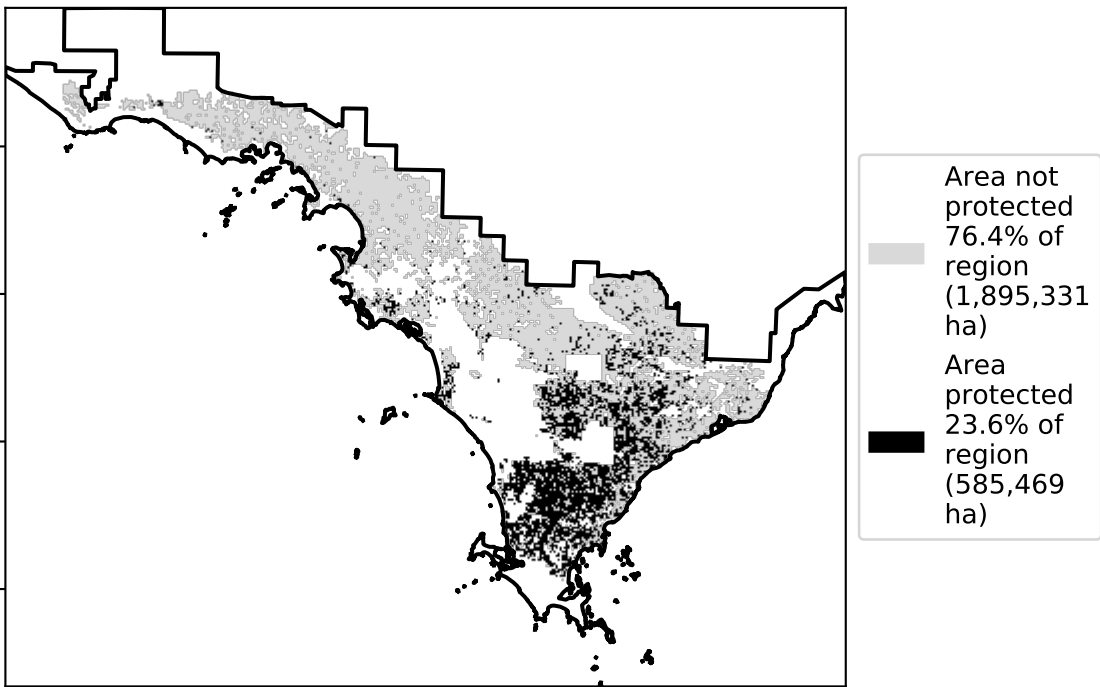 Area not
protected
76.4% of
region
(1,895,331
ha)
Area
protected
23.6% of
region
(585,469
ha)